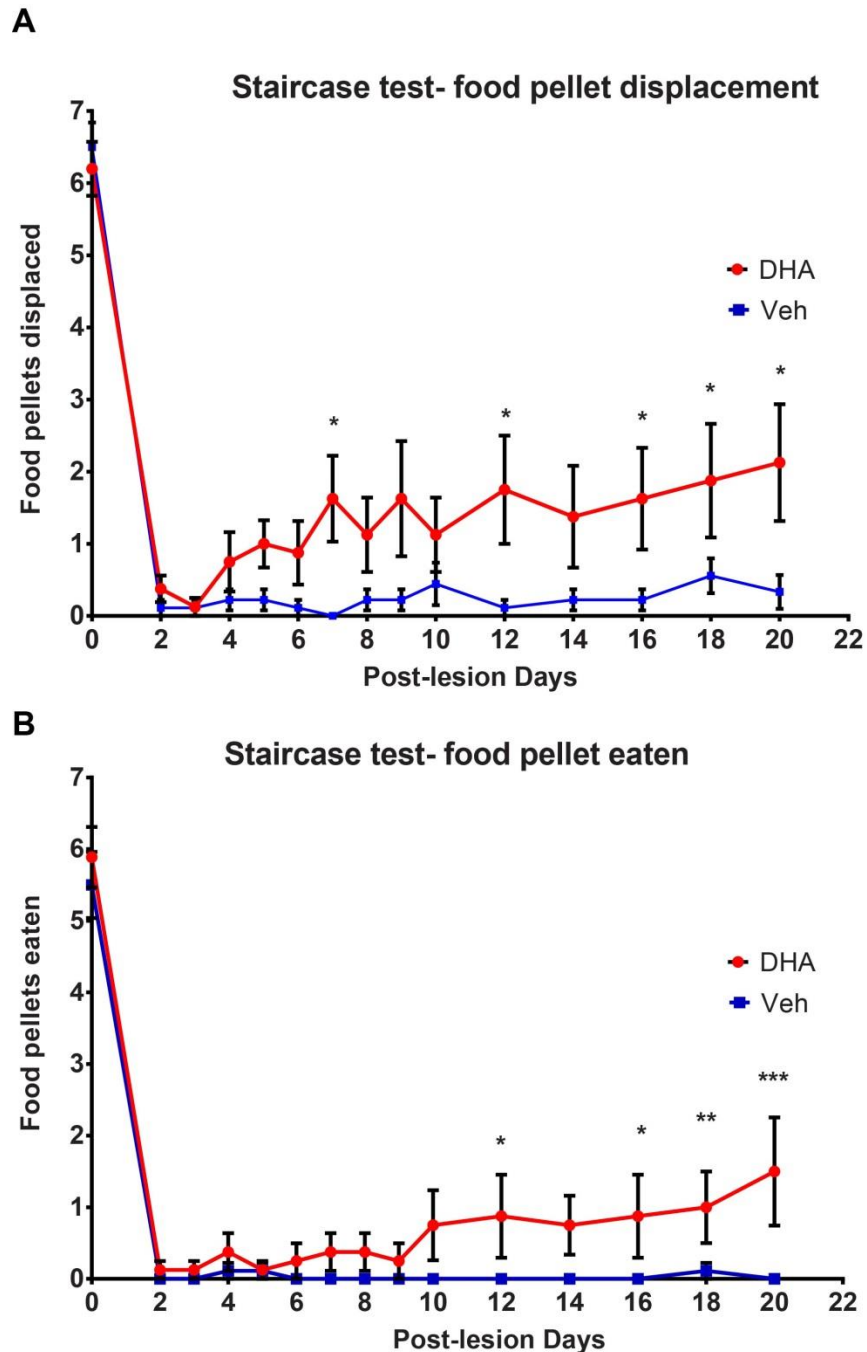 A
Staircase test- food pellet displacement
7
6
5
4
3
2
1
0
Food pellets displaced
DHA
Veh
*
*
*
*
*
0 2 4 6 8 10 12 14 16 18 20 22
Post-lesion Days
B
Staircase test- food pellet eaten
7
6
5
4
3
2
1
0
Food pellets eaten
DHA
Veh
*
*
**
***
0 2 4 6 8 10 12 14 16 18 20 22
Post-lesion Days